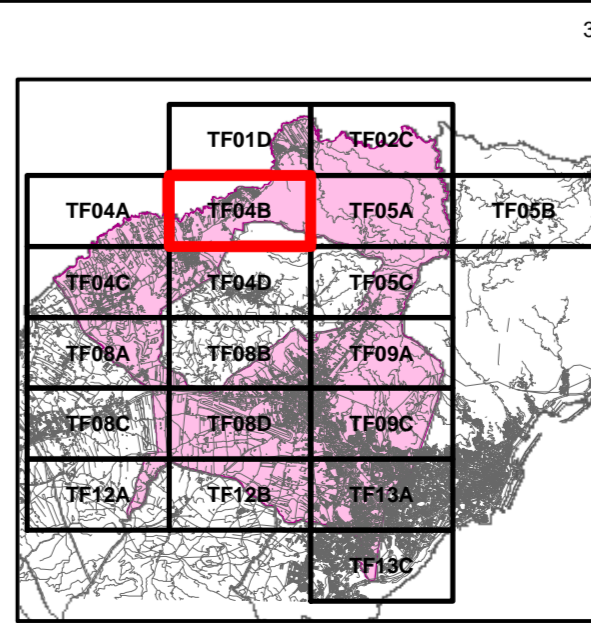 3
TF01D TF02C
TF04A TF04B TF05A TF05B
TF04C TF04D TF05C
TF08A TF08B TF09A
TF08C TF08D TF09C
TF12A TF12B TF13A
TF13C